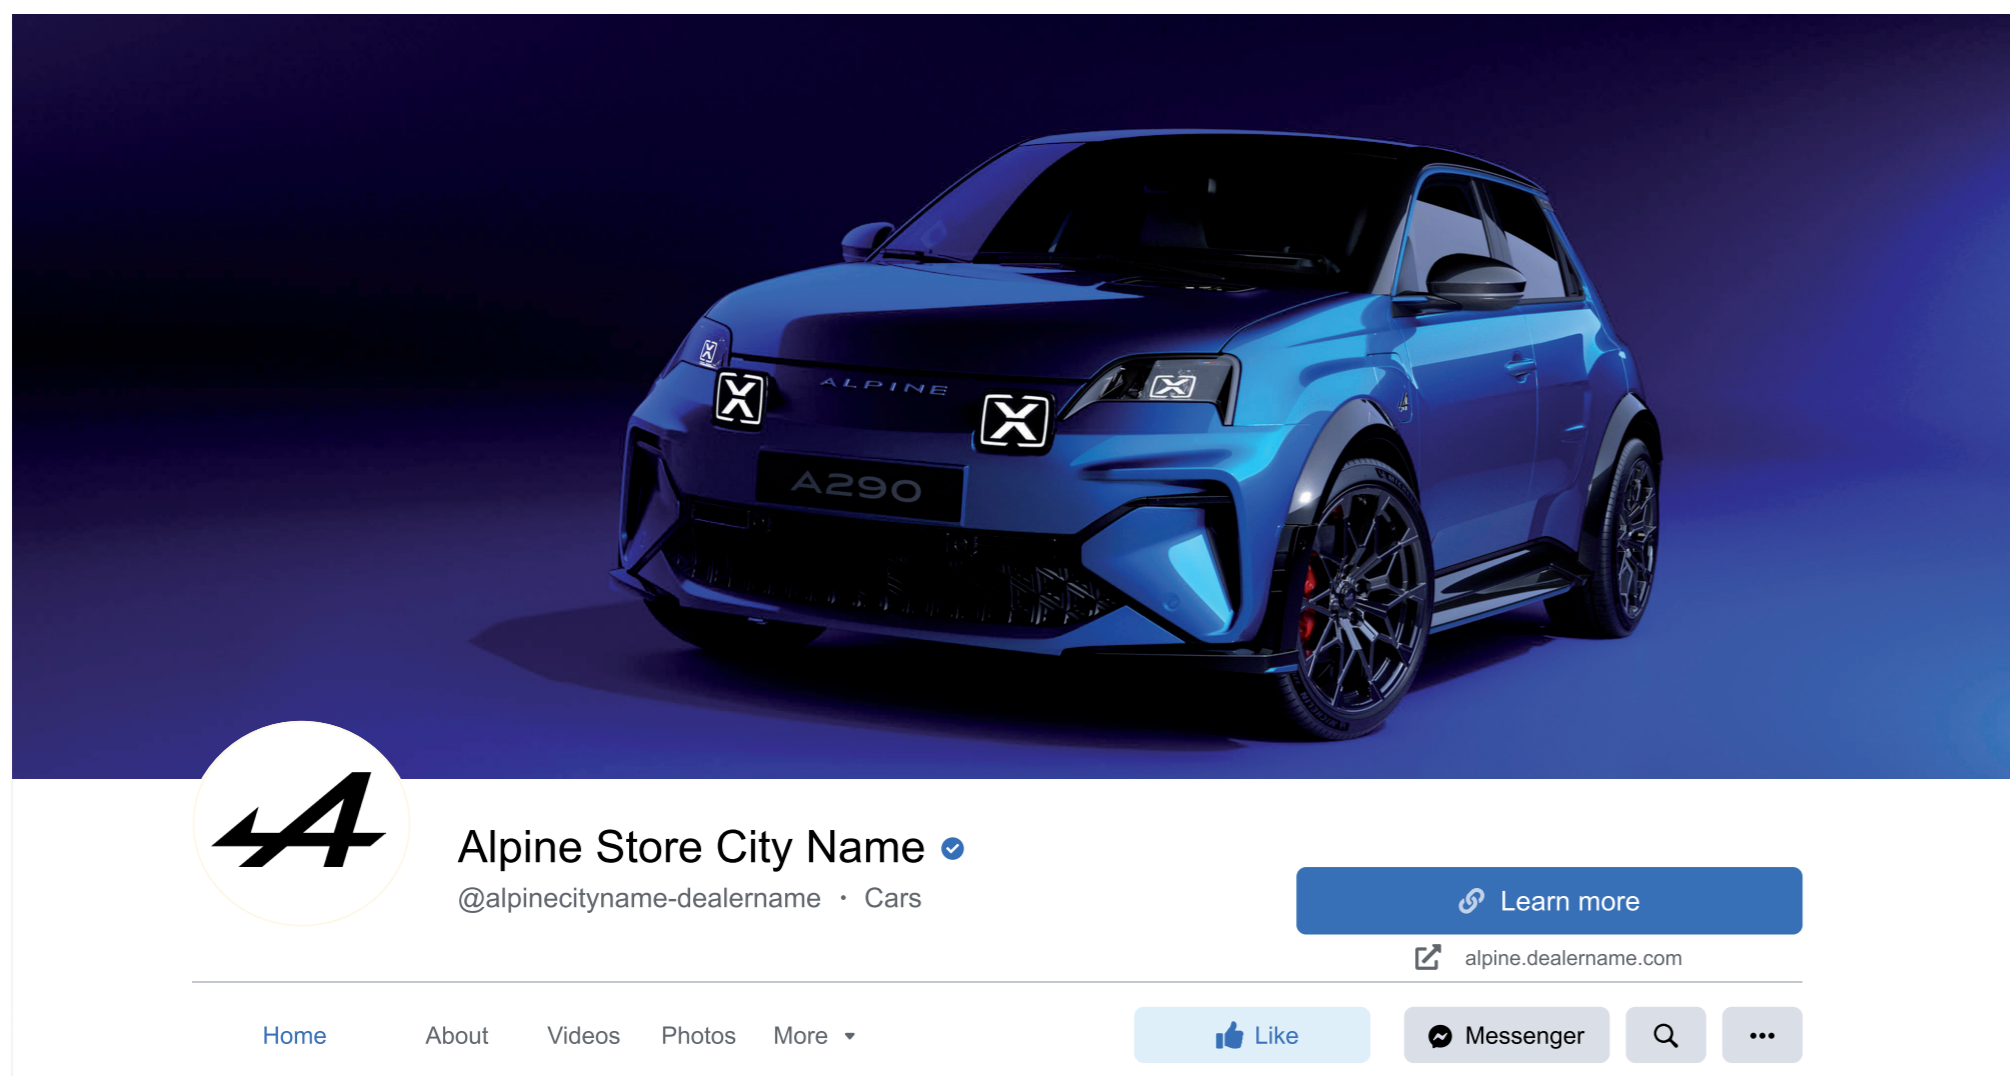 ALPINE
A290
Alpine Store City Name
@alpinecityname-dealername · Cars
Learn more
alpine.dealername.com
Home About Videos Photos More
Like Messenger